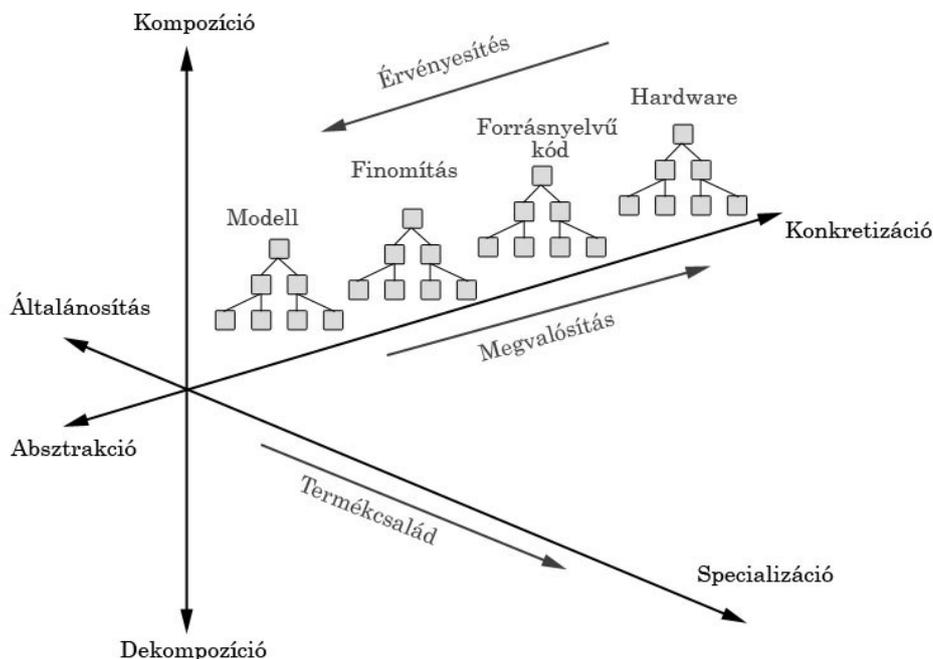 Kompozíció
Érvényesítés
Hardware
Forrásnyelvű
kód
Finomítás
Modell
Konkretizáció
Általánosítás
Megvalósítás
Absztrakció
Termékcsalád
Specializáció
Dekompozíció